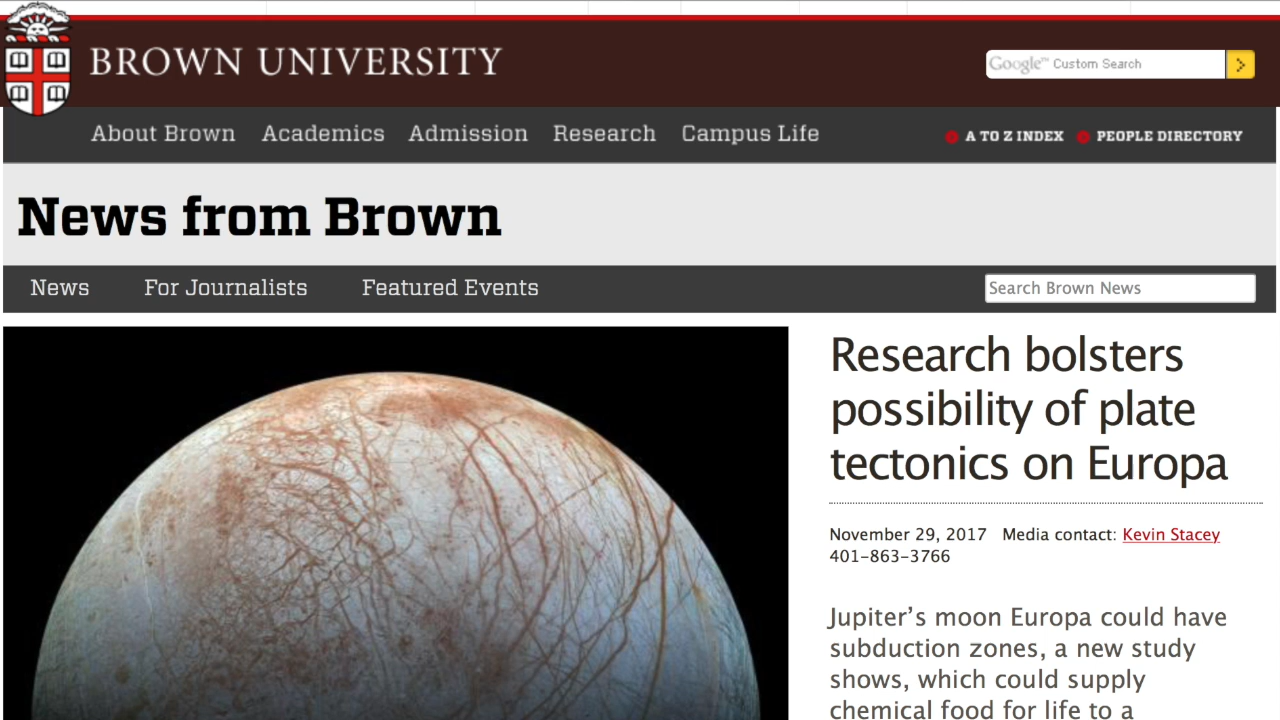 BROWN UNIVERSITY
Google™ Custom Search
About Brown Academics Admission Research Campus Life
A TO Z INDEX PEOPLE DIRECTORY
News from Brown
News For Journalists Featured Events
Search Brown News
Research bolsters
possibility of plate
tectonics on Europa
November 29, 2017 Media contact: Kevin Stacey
401-863-3766
Jupiter’s moon Europa could have
subduction zones, a new study
shows, which could supply
chemical food for life to a